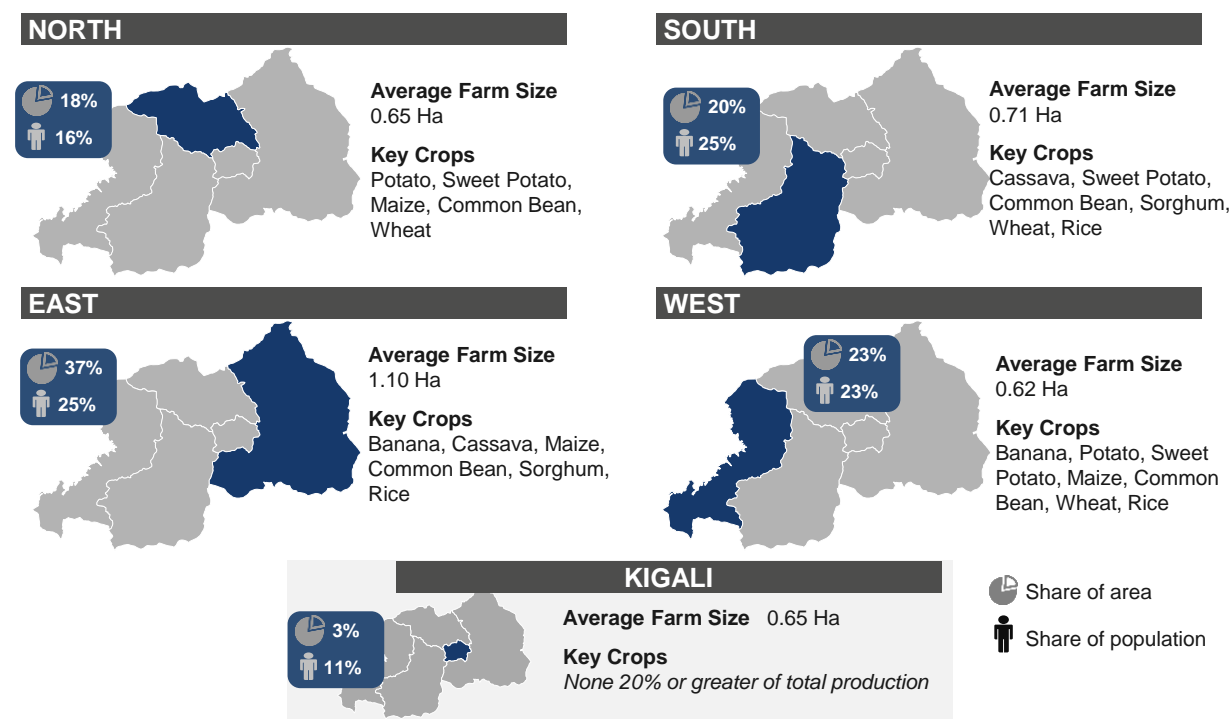 NORTH
18%
16%
Average Farm Size
0.65 Ha
Key Crops
Potato, Sweet Potato,
Maize, Common Bean,
Wheat
SOUTH
20%
25%
Average Farm Size
0.71 Ha
Key Crops
Cassava, Sweet Potato,
Common Bean, Sorghum,
Wheat, Rice
EAST
37%
25%
Average Farm Size
1.10 Ha
Key Crops
Banana, Cassava, Maize,
Common Bean, Sorghum,
Rice
WEST
23%
23%
Average Farm Size
0.62 Ha
Key Crops
Banana, Potato, Sweet
Potato, Maize, Common
Bean, Wheat, Rice
KIGALI
3%
11%
Average Farm Size 0.65 Ha
Key Crops
None 20% or greater of total production
Share of area
Share of population